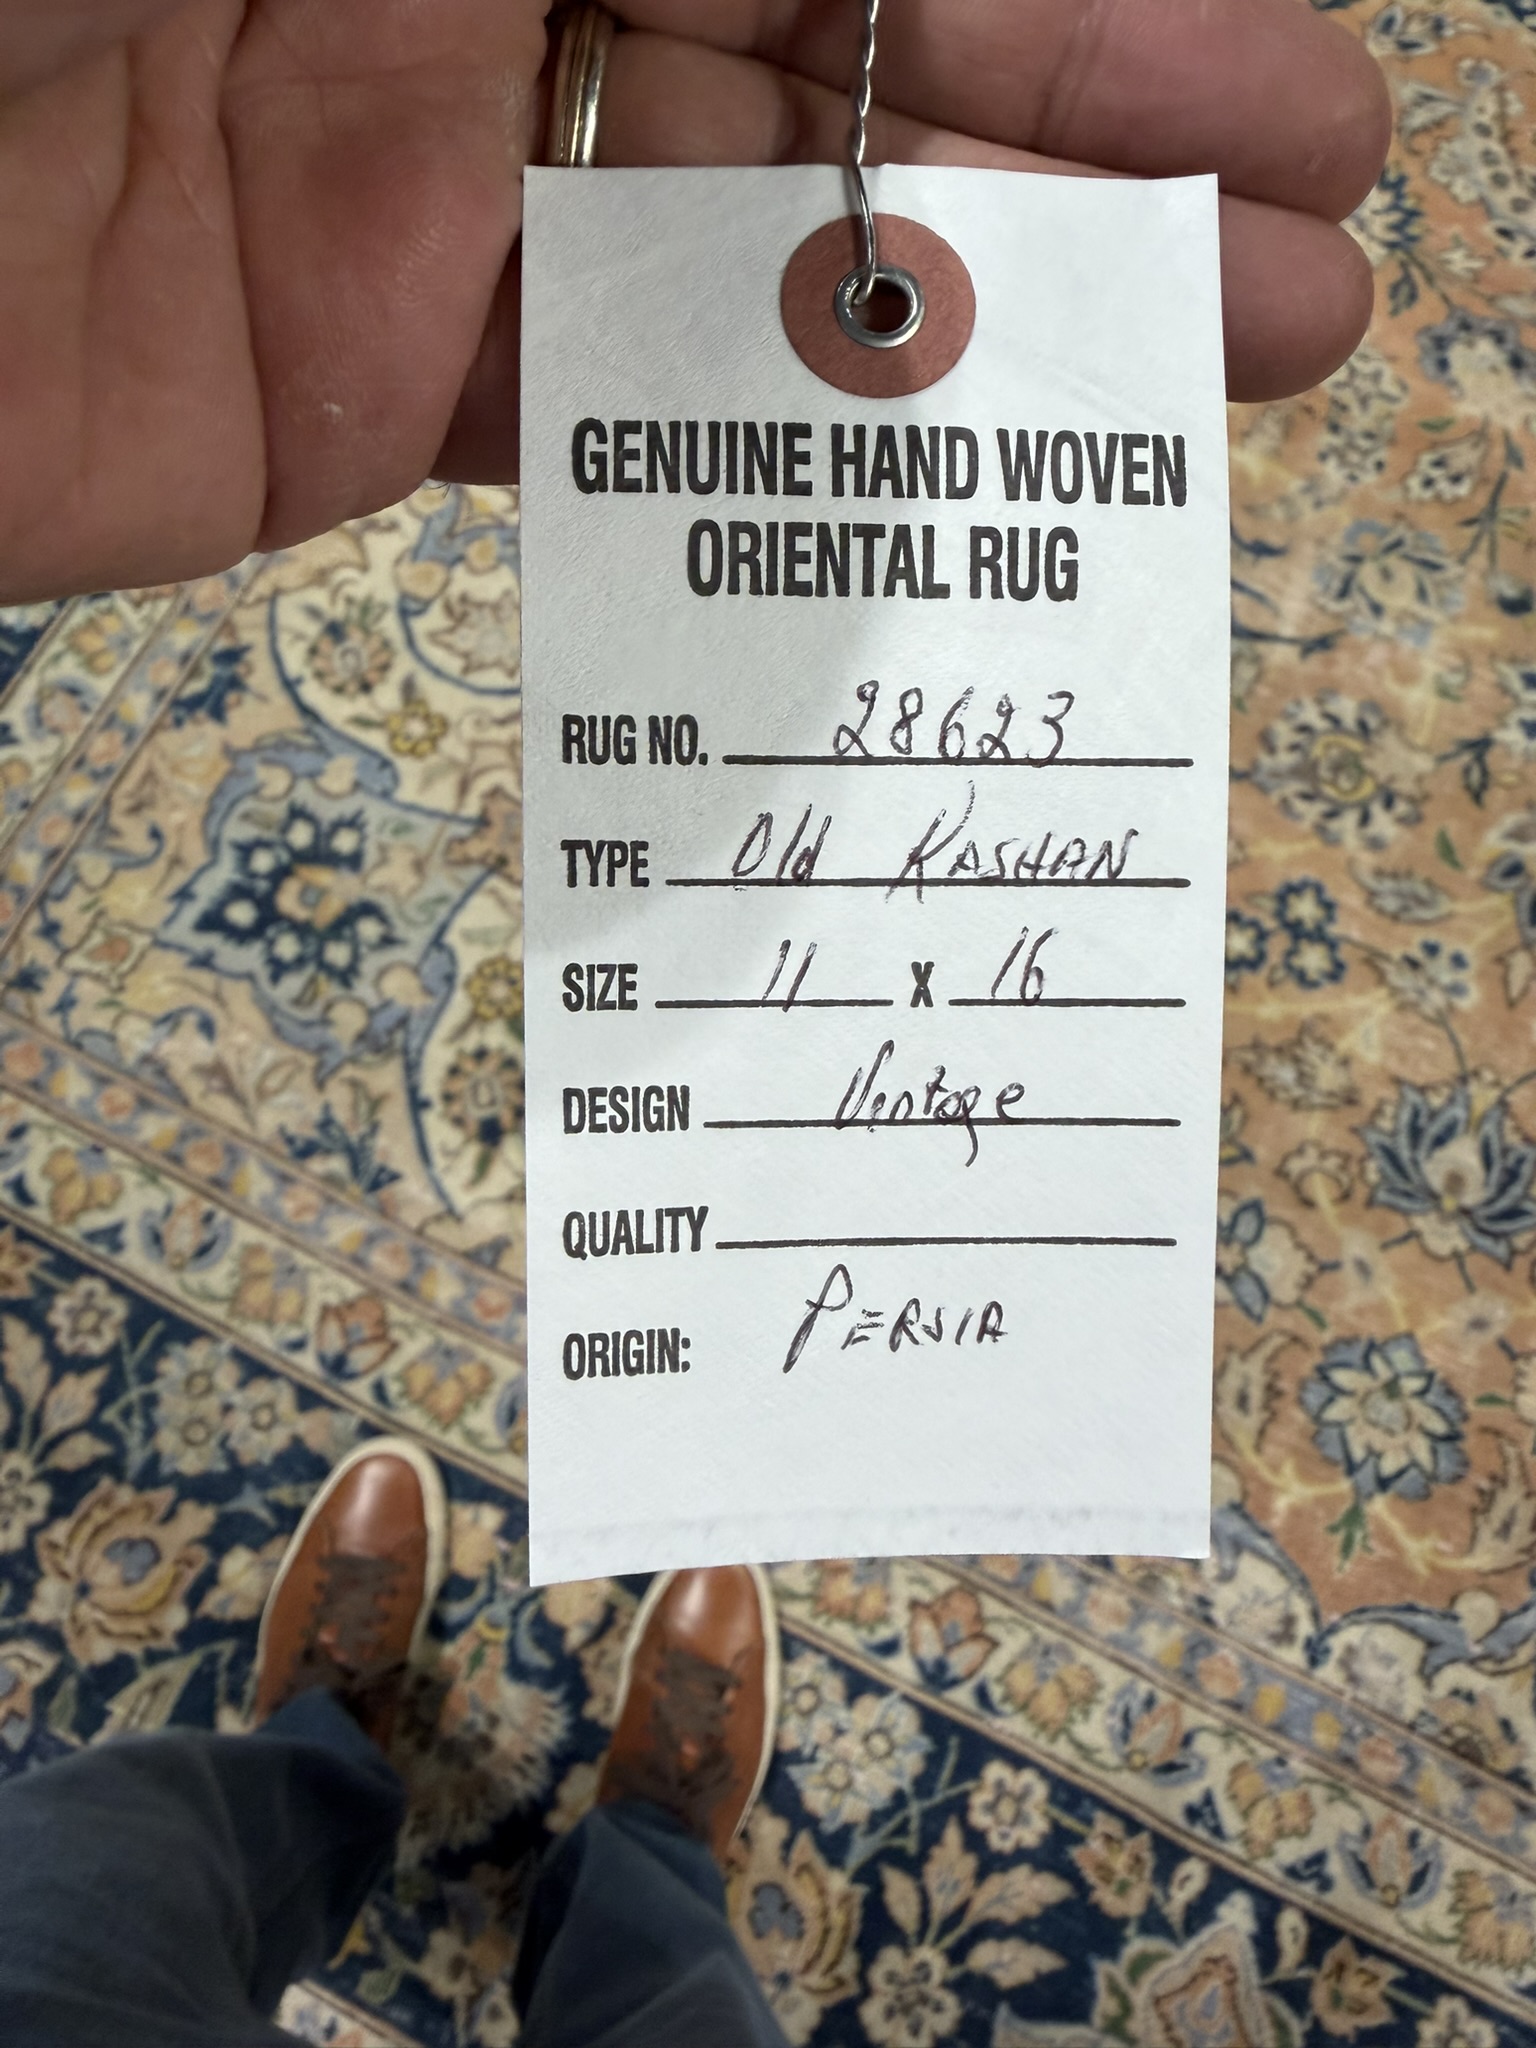 GENUINE HAND WOVEN
ORIENTAL RUG
RUG NO. 28623
TYPE Old KASHAN
SIZE 11 X 16
DESIGN Vintage
QUALITY
ORIGIN: PERSIA